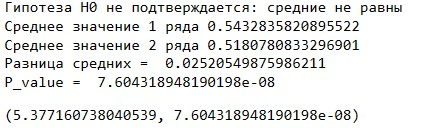 Гипотеза H0 не подтверждается: средние не равны
Среднее значение 1 ряда 0.5432835820895522
Среднее значение 2 ряда 0.5180780833296901
Разница средних =  0.02520549875986211
P_value =  7.604318948190198e-08
(5.377160738040539, 7.604318948190198e-08)